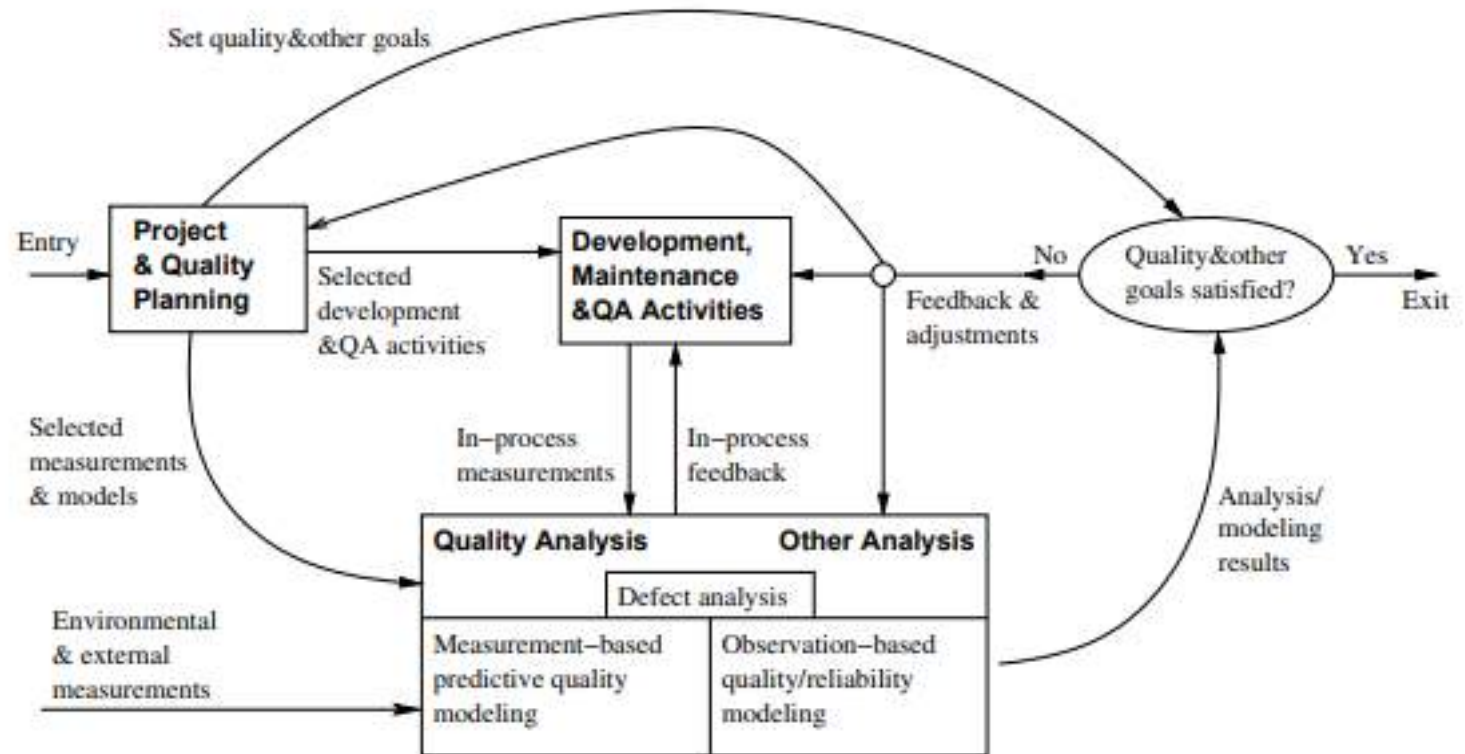 Set quality&other goals
Entry
Project
& Quality
Planning
Selected
development
&QA activities
Development,
Maintenance
&QA Activities
No
Feedback &
adjustments
Quality&other
goals satisfied?
Yes
Exit
Selected
measurements
& models
In−process
measurements
In−process
feedback
Analysis/
modeling
results
Quality Analysis
Other Analysis
Defect analysis
Environmental
& external
measurements
Measurement−based
predictive quality
modeling
Observation−based
quality/reliability
modeling